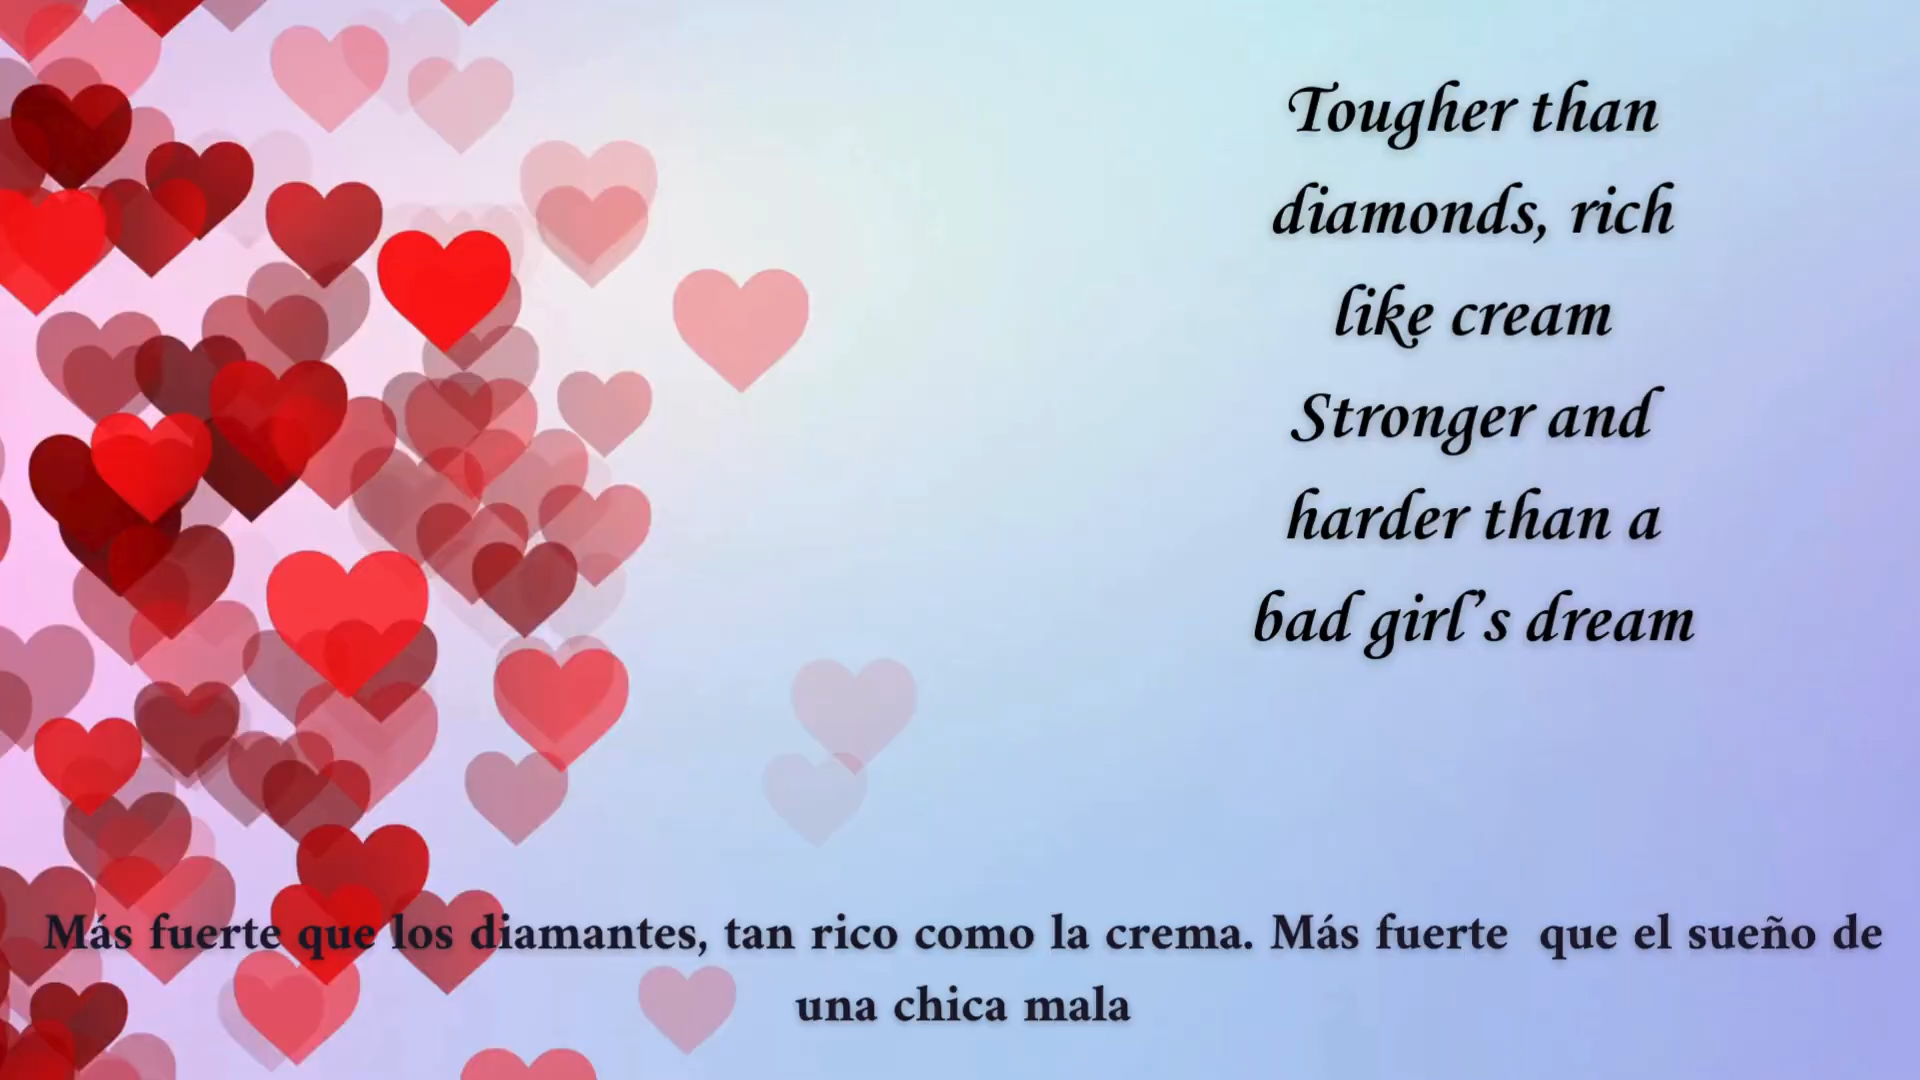 Tougher than
diamonds, rich
like cream
Stronger and
harder than a
bad girl’s dream
Más fuerte que los diamantes, tan rico como la crema. Más fuerte  que el sueño de
una chica mala